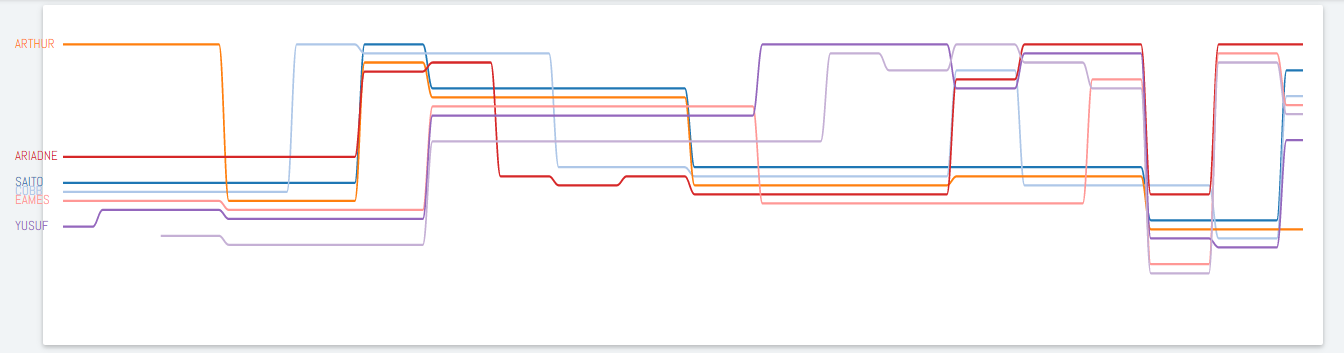 ARTHUR
ARIADNE
SAITO
COBB
EAMES
YUSUF